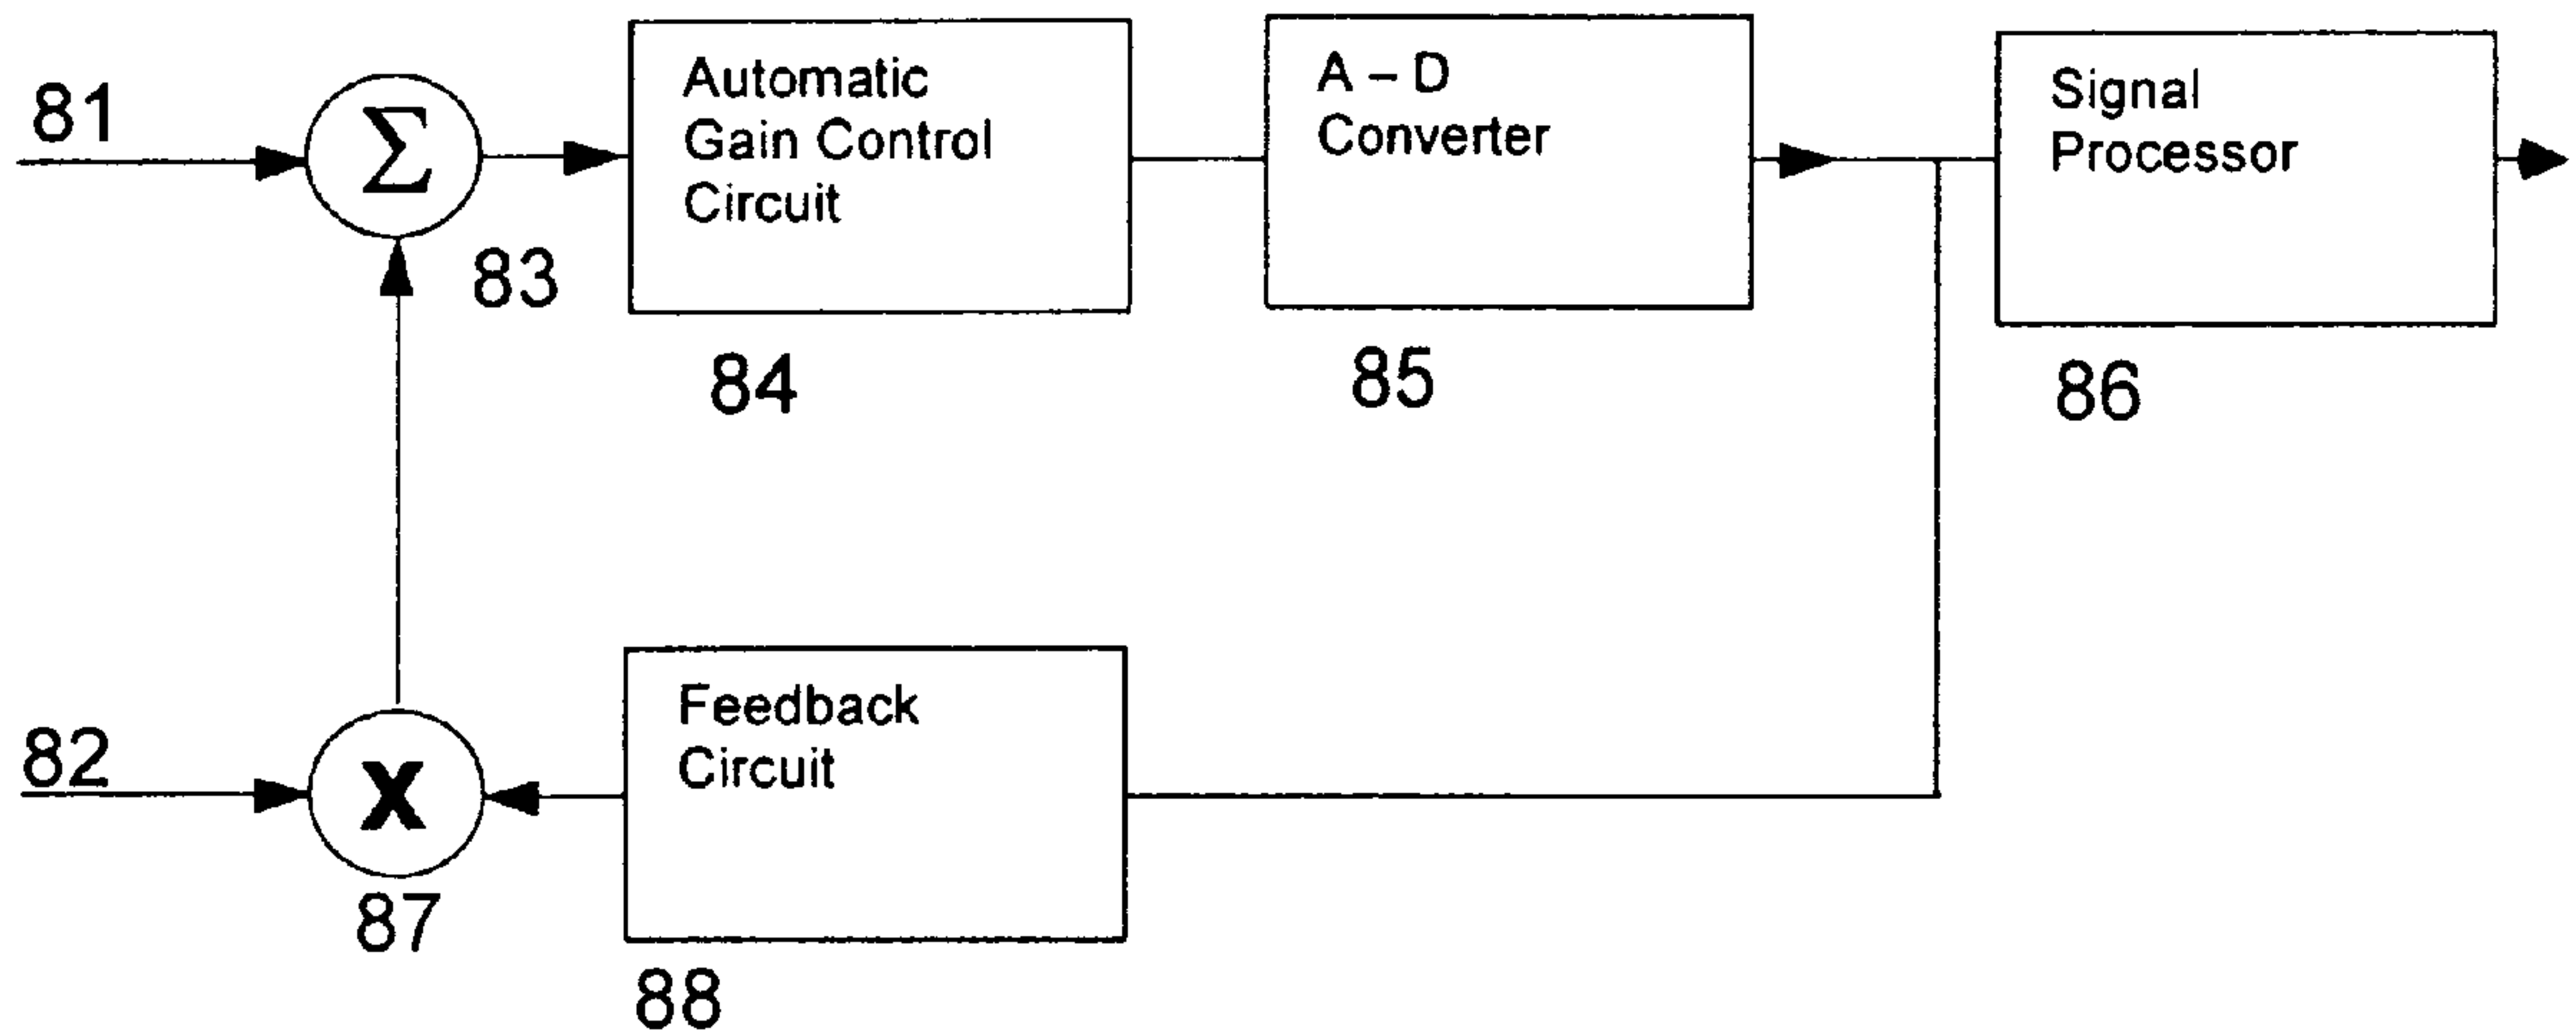 81
Σ
83
Automatic
Gain Control
Circuit
84
A – D
Converter
85
Signal
Processor
86
82
X
87
Feedback
Circuit
88